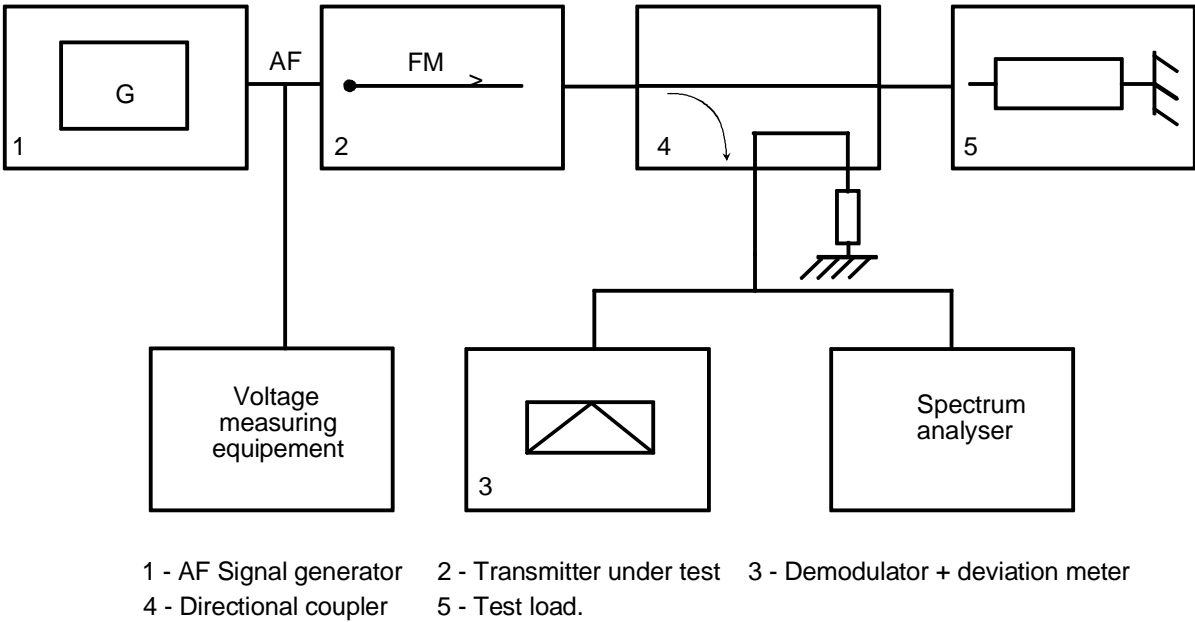 AF
FM
G
1
2
4
5
Voltage
measuring
equipement
Spectrum
analyser
3
1 - AF Signal generator 2 - Transmitter under test 3 - Demodulator + deviation meter
4 - Directional coupler 5 - Test load.